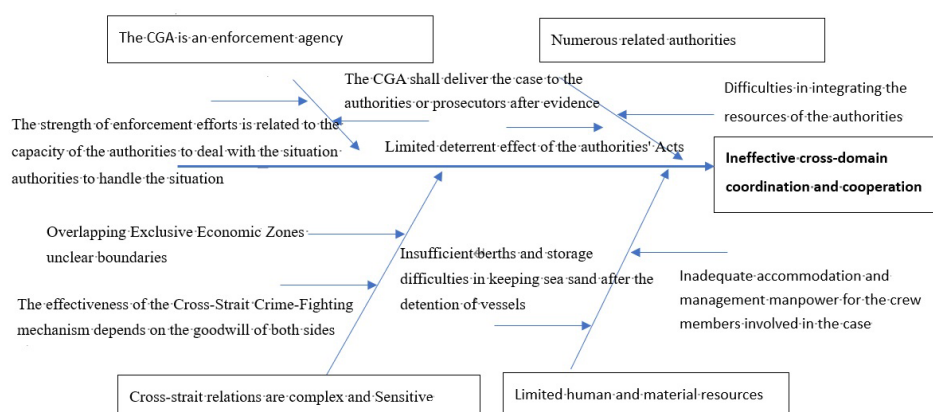 The CGA is an enforcement agency
Numerous related authorities
The CGA shall deliver the case to the
authorities or prosecutors after evidence
Difficulties in integrating the
resources of the authorities
The strength of enforcement efforts is related to the
capacity of the authorities to deal with the situation
authorities to handle the situation
Limited deterrent effect of the authorities' Acts
Ineffective cross-domain
coordination and cooperation
Overlapping Exclusive Economic Zones
unclear boundaries
Insufficient berths and storage
difficulties in keeping sea sand after the
detention of vessels
Inadequate accommodation and
management manpower for the crew
members involved in the case
The effectiveness of the Cross-Strait Crime-Fighting
mechanism depends on the goodwill of both sides
Cross-strait relations are complex and Sensitive
Limited human and material resources